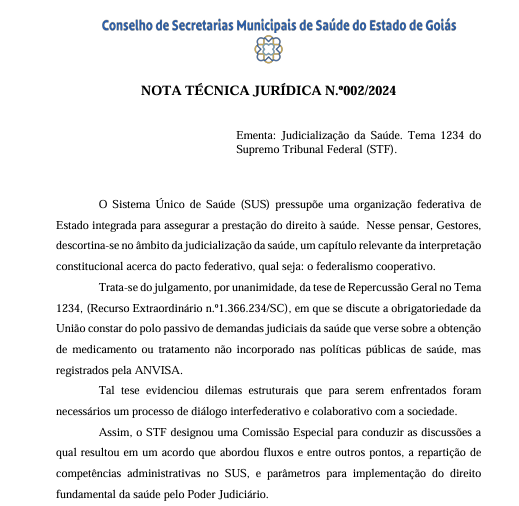 Conselho de Secretarias Municipais de Saúde do Estado de Goiás
NOTA TÉCNICA JURÍDICA N.º002/2024
Ementa: Judicialização da Saúde. Tema 1234 do
Supremo Tribunal Federal (STF).
O Sistema Único de Saúde (SUS) pressupõe uma organização federativa de
Estado integrada para assegurar a prestação do direito à saúde. Nesse pensar, Gestores,
descortina-se no âmbito da judicialização da saúde, um capítulo relevante da interpretação
constitucional acerca do pacto federativo, qual seja: o federalismo cooperativo.
Trata-se do julgamento, por unanimidade, da tese de Repercussão Geral no Tema
1234, (Recurso Extraordinário n.º1.366.234/SC), em que se discute a obrigatoriedade da
União constar do polo passivo de demandas judiciais da saúde que verse sobre a obtenção
de medicamento ou tratamento não incorporado nas políticas públicas de saúde, mas
registrados pela ANVISA.
Tal tese evidenciou dilemas estruturais que para serem enfrentados foram
necessários um processo de diálogo interfederativo e colaborativo com a sociedade.
Assim, o STF designou uma Comissão Especial para conduzir as discussões a
qual resultou em um acordo que abordou fluxos e entre outros pontos, a repartição de
competências administrativas no SUS, e parâmetros para implementação do direito
fundamental da saúde pelo Poder Judiciário.